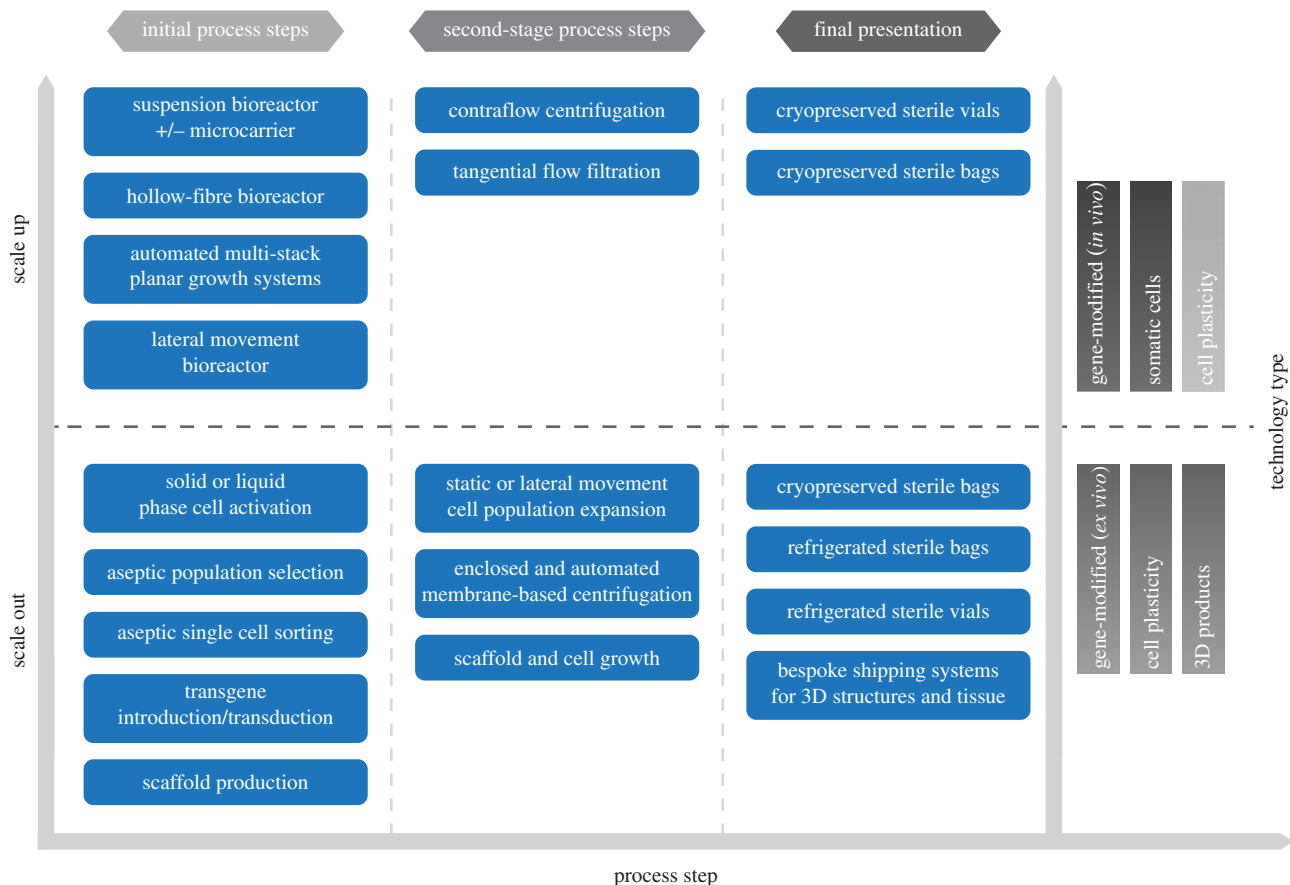 initial process steps
second-stage process steps
final presentation
scale up
suspension bioreactor
+/– microcarrier
hollow-fibre bioreactor
automated multi-stack
planar growth systems
lateral movement
bioreactor
contraflow centrifugation
tangential flow filtration
cryopreserved sterile vials
cryopreserved sterile bags
gene-modified (in vivo)
somatic cells
cell plasticity
technology type
scale out
solid or liquid
phase cell activation
aseptic population selection
aseptic single cell sorting
transgene
introduction/transduction
scaffold production
static or lateral movement
cell population expansion
enclosed and automated
membrane-based centrifugation
scaffold and cell growth
cryopreserved sterile bags
refrigerated sterile bags
refrigerated sterile vials
bespoke shipping systems
for 3D structures and tissue
gene-modified (ex vivo)
cell plasticity
3D products
process step